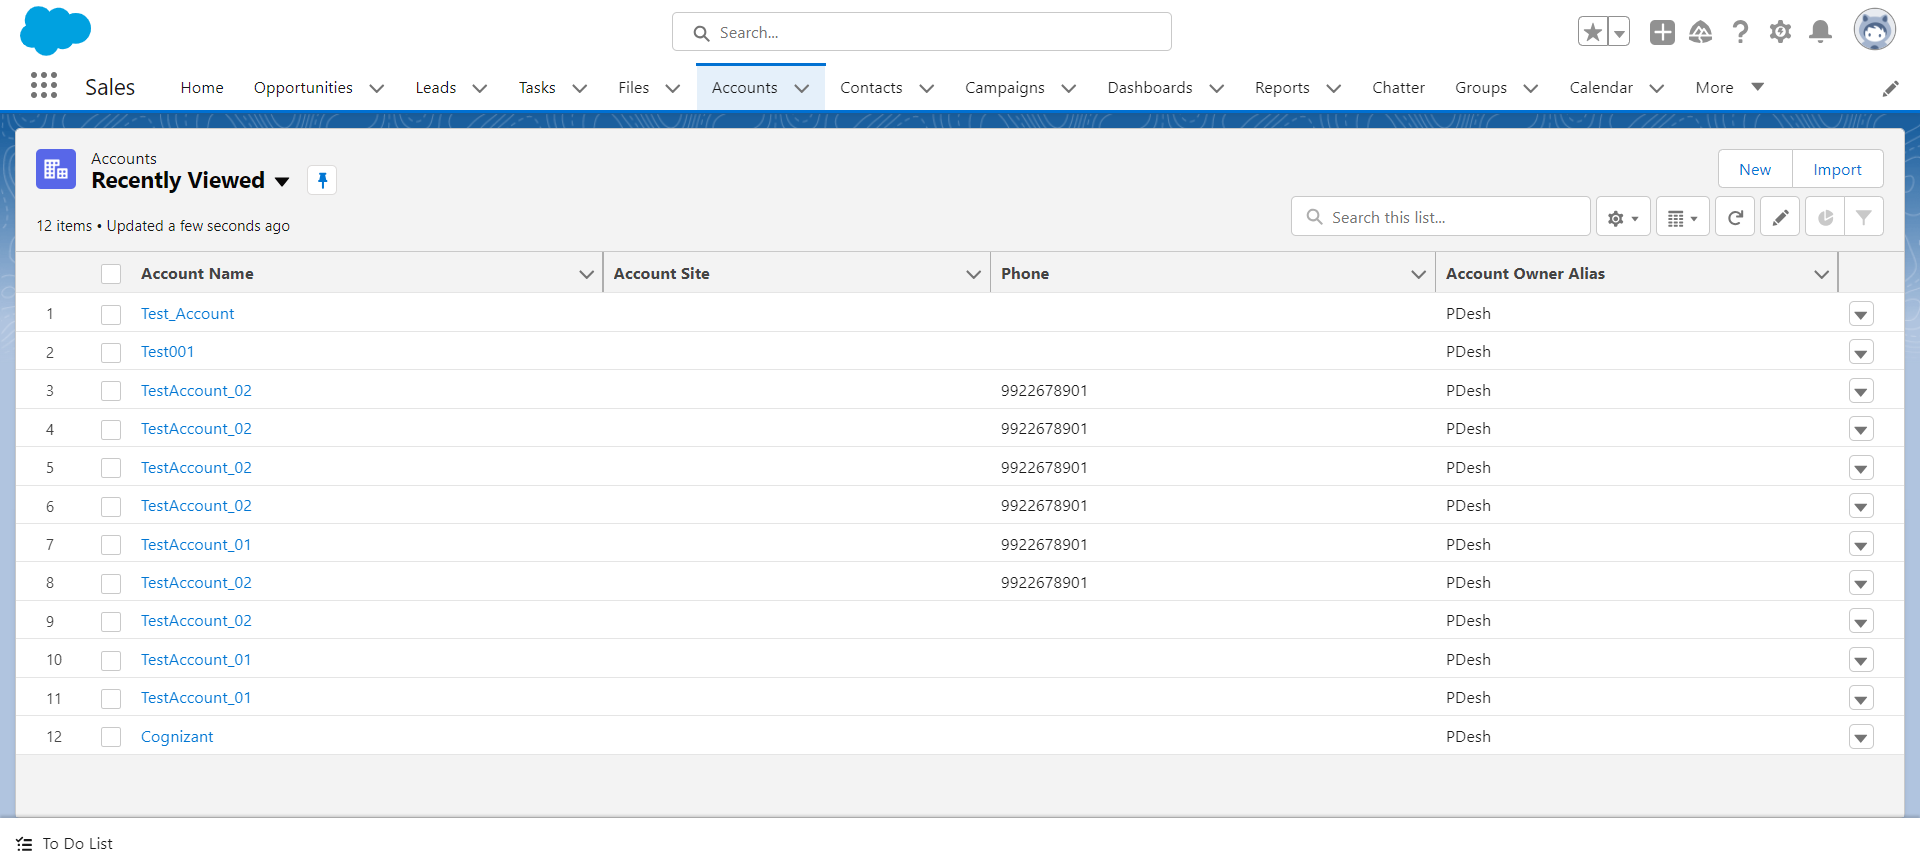 Search...
Sales Home Opportunities Leads Tasks Files Accounts Contacts Campaigns Dashboards Reports Chatter Groups Calendar More
Accounts
Recently Viewed
New Import
12 items • Updated a few seconds ago
Search this list...
Account Name Account Site Phone Account Owner Alias
1 Test_Account PDesh
2 Test001 PDesh
3 TestAccount_02 9922678901 PDesh
4 TestAccount_02 9922678901 PDesh
5 TestAccount_02 9922678901 PDesh
6 TestAccount_02 9922678901 PDesh
7 TestAccount_01 9922678901 PDesh
8 TestAccount_02 9922678901 PDesh
9 TestAccount_02 PDesh
10 TestAccount_01 PDesh
11 TestAccount_01 PDesh
12 Cognizant PDesh
To Do List